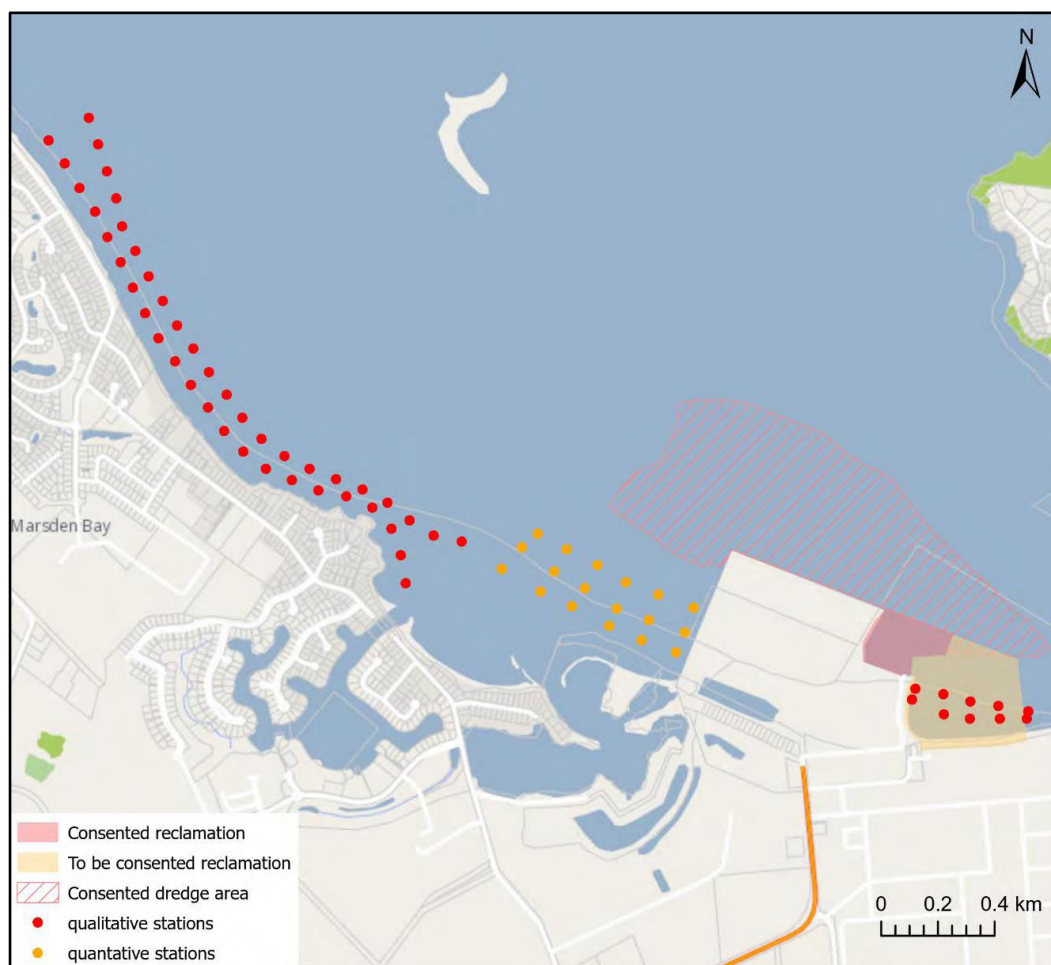 N
Marsden Bay
Consented reclamation
To be consented reclamation
Consented dredge area
qualitative stations
quantative stations
0 0.2 0.4 km